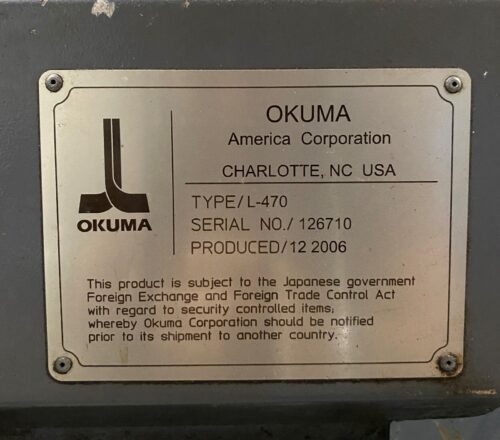 OKUMA
OKUMA
America Corporation
CHARLOTTE, NC USA
TYPE/L-470
SERIAL NO./126710
PRODUCED/12 2006
This product is subject to the Japanese government
Foreign Exchange and Foreign Trade Control Act
with regard to security controlled items;
whereby Okuma Corporation should be notified
prior to its shipment to another country.